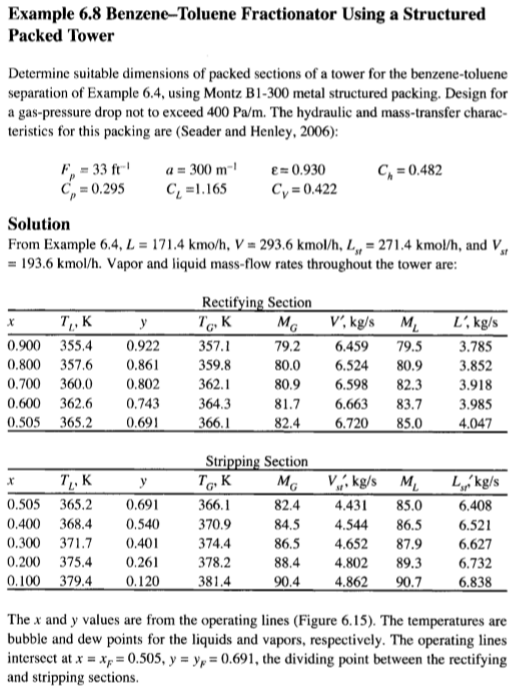 Example 6.8 Benzene–Toluene Fractionator Using a Structured
Packed Tower
Determine suitable dimensions of packed sections of a tower for the benzene-toluene
separation of Example 6.4, using Montz B1-300 metal structured packing. Design for
a gas-pressure drop not to exceed 400 Pa/m. The hydraulic and mass-transfer charac-
teristics for this packing are (Seader and Henley, 2006):
F_p = 33 ft⁻¹ a = 300 m⁻¹ ε = 0.930 C_h = 0.482
C_p = 0.295 C_L = 1.165 C_V = 0.422
Solution
From Example 6.4, L = 171.4 kmo/h, V = 293.6 kmol/h, L_st = 271.4 kmol/h, and V_st
= 193.6 kmol/h. Vapor and liquid mass-flow rates throughout the tower are:
Rectifying Section
x T_L, K y T_G, K M_G V′, kg/s M_L L′, kg/s
0.900 355.4 0.922 357.1 79.2 6.459 79.5 3.785
0.800 357.6 0.861 359.8 80.0 6.524 80.9 3.852
0.700 360.0 0.802 362.1 80.9 6.598 82.3 3.918
0.600 362.6 0.743 364.3 81.7 6.663 83.7 3.985
0.505 365.2 0.691 366.1 82.4 6.720 85.0 4.047
Stripping Section
x T_L, K y T_G, K M_G V_st′, kg/s M_L L_st′ kg/s
0.505 365.2 0.691 366.1 82.4 4.431 85.0 6.408
0.400 368.4 0.540 370.9 84.5 4.544 86.5 6.521
0.300 371.7 0.401 374.4 86.5 4.652 87.9 6.627
0.200 375.4 0.261 378.2 88.4 4.802 89.3 6.732
0.100 379.4 0.120 381.4 90.4 4.862 90.7 6.838
The x and y values are from the operating lines (Figure 6.15). The temperatures are
bubble and dew points for the liquids and vapors, respectively. The operating lines
intersect at x = x_F = 0.505, y = y_F = 0.691, the dividing point between the rectifying
and stripping sections.